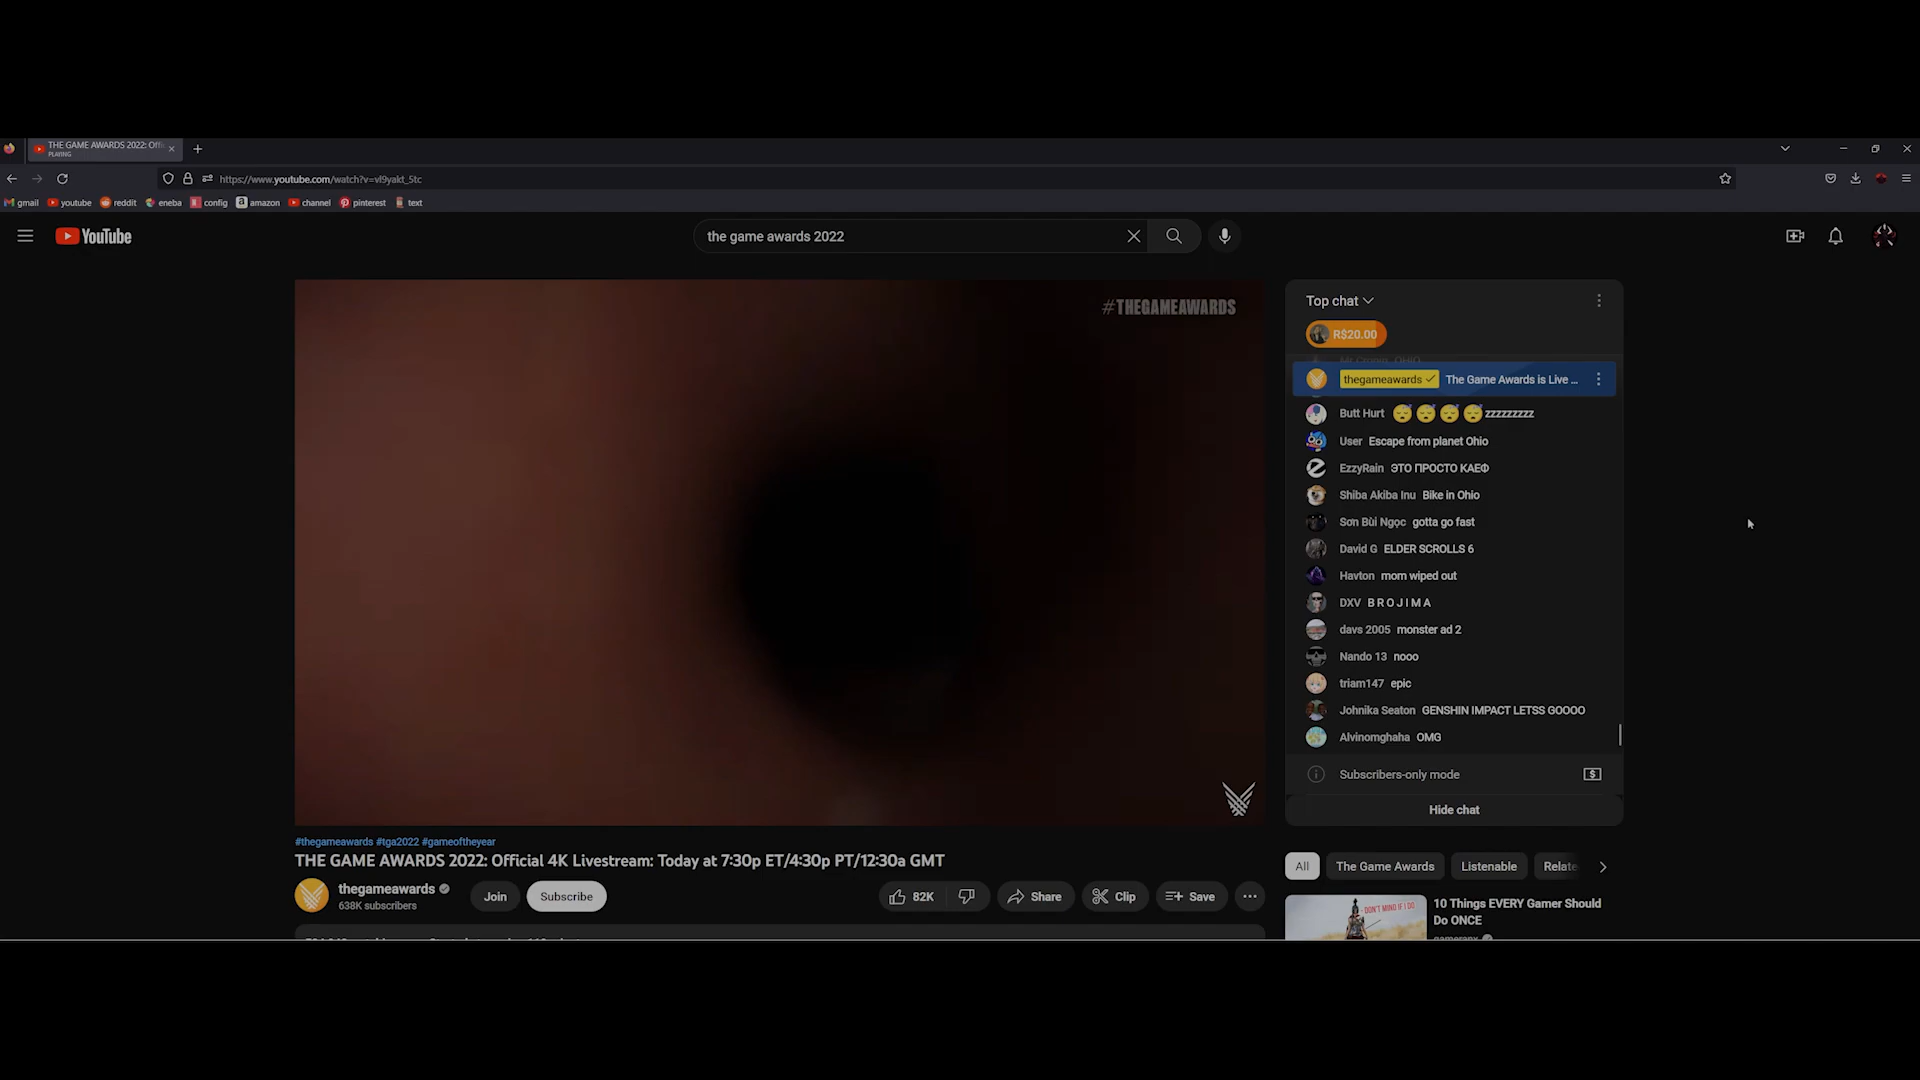 THE GAME AWARDS 2022: Offi
PLAYING
https://www.youtube.com/watch?v=vl9yakt_5tc
gmail youtube reddit eneba config amazon channel pinterest text
YouTube
the game awards 2022
#THEGAMEAWARDS
Top chat
R$20.00
thegameawards The Game Awards is Live ...
Butt Hurt 😴😴😴😴zzzzzzzzz
User Escape from planet Ohio
EzzyRain ЭТО ПРОСТО КАЕФ
Shiba Akiba Inu Bike in Ohio
Sơn Bùi Ngọc gotta go fast
David G ELDER SCROLLS 6
Havton mom wiped out
DXV B R O J I M A
davs 2005 monster ad 2
Nando 13 nooo
triam147 epic
Johnika Seaton GENSHIN IMPACT LETSS GOOOO
Alvinomghaha OMG
Subscribers-only mode
Hide chat
#thegameawards #tga2022 #gameoftheyear
THE GAME AWARDS 2022: Official 4K Livestream: Today at 7:30p ET/4:30p PT/12:30a GMT
thegameawards
638K subscribers
Join Subscribe 82K Share Clip Save
All The Game Awards Listenable Relate
DON'T MIND IF I DO
10 Things EVERY Gamer Should
Do ONCE
gameranx